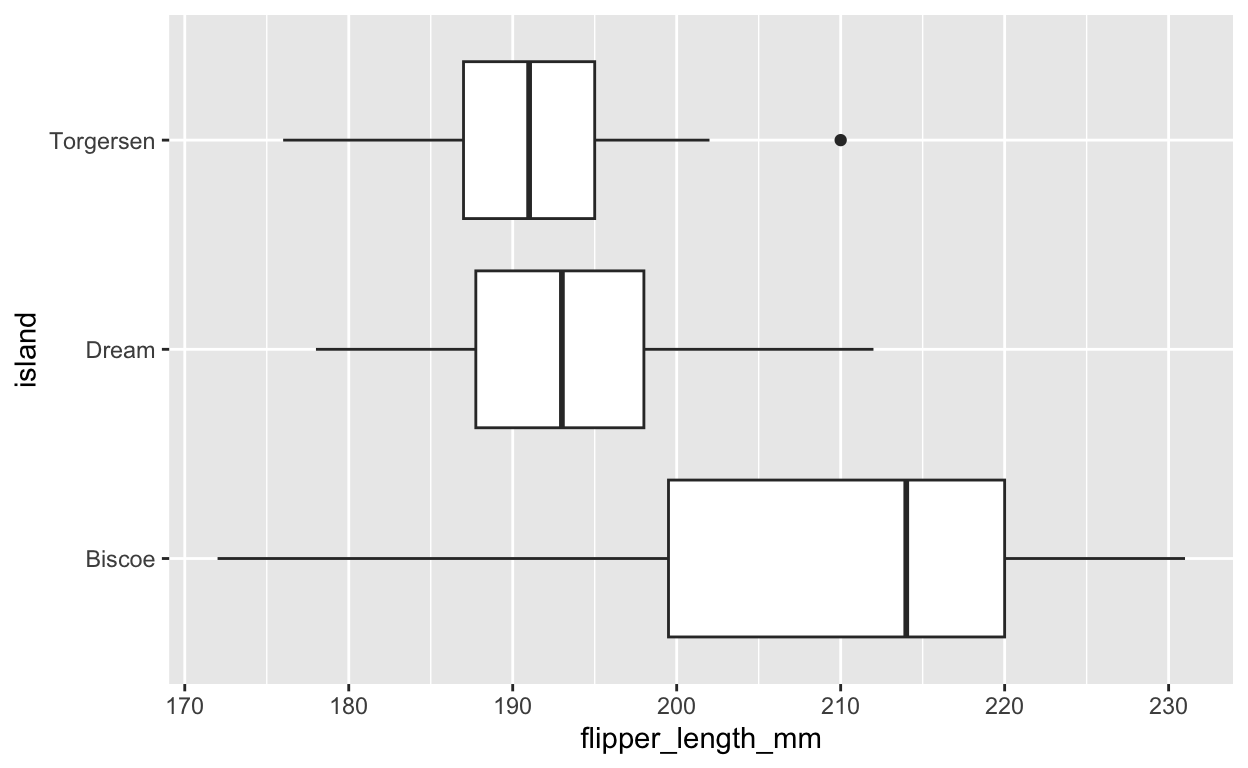 Torgersen
Dream
Biscoe
island
170 180 190 200 210 220 230
flipper_length_mm